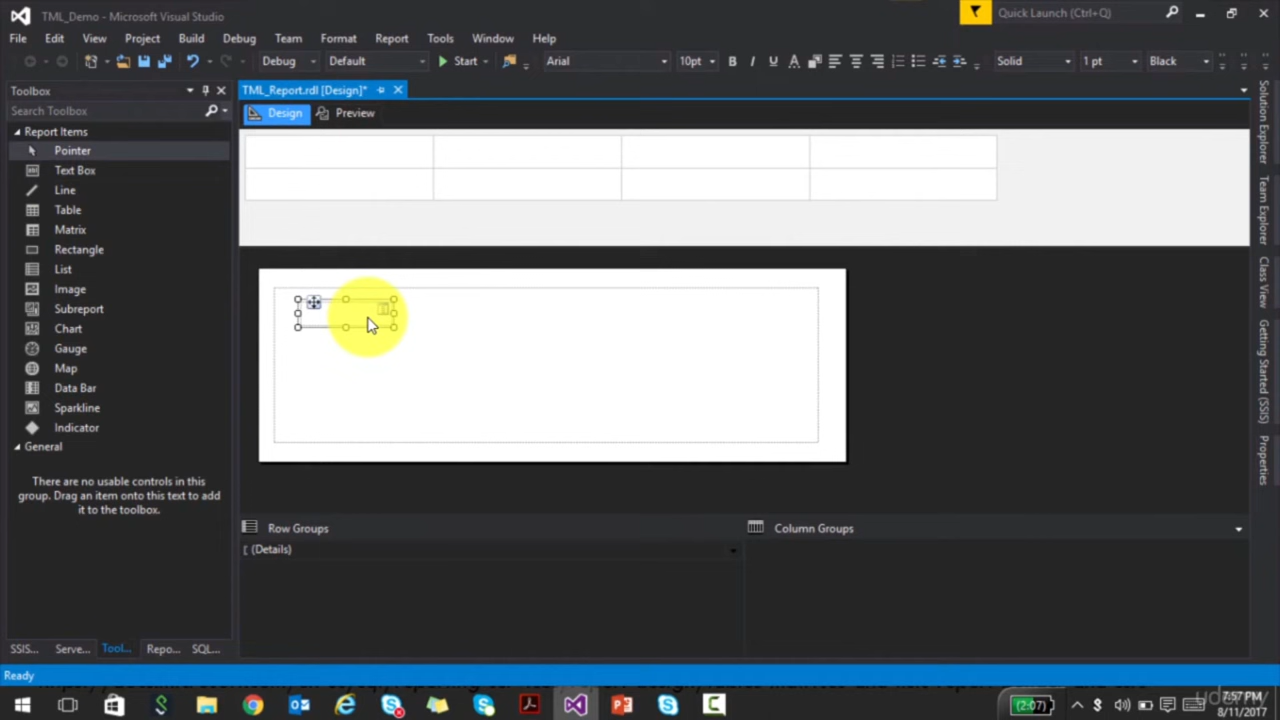 TML_Demo - Microsoft Visual Studio
Quick Launch (Ctrl+Q)
File Edit View Project Build Debug Team Format Report Tools Window Help
Debug Default Start Arial 10pt B I U A Solid 1 pt Black
Toolbox
TML_Report.rdl [Design]*
Search Toolbox
Design Preview
Report Items
Pointer
Text Box
Line
Table
Matrix
Rectangle
List
Image
Subreport
Chart
Gauge
Map
Data Bar
Sparkline
Indicator
General
There are no usable controls in this
group. Drag an item onto this text to add
it to the toolbox.
Row Groups
Column Groups
(Details)
Solution Explorer
Team Explorer
Class View
Getting Started (SSIS)
Properties
SSIS... Serve... Tool... Repo... SQL...
Ready
(2:07)
7:57 PM
8/11/2017
udemy